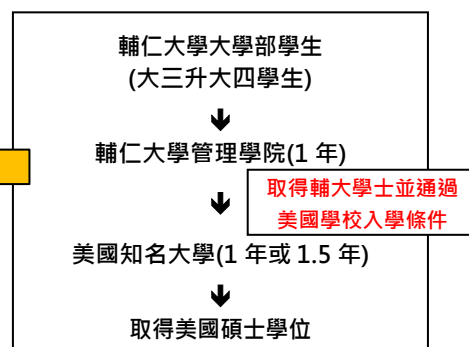 輔仁大學大學部學生
(大三升大四學生)
輔仁大學管理學院(1 年)
取得輔大學士並通過
美國學校入學條件
美國知名大學(1 年或 1.5 年)
取得美國碩士學位